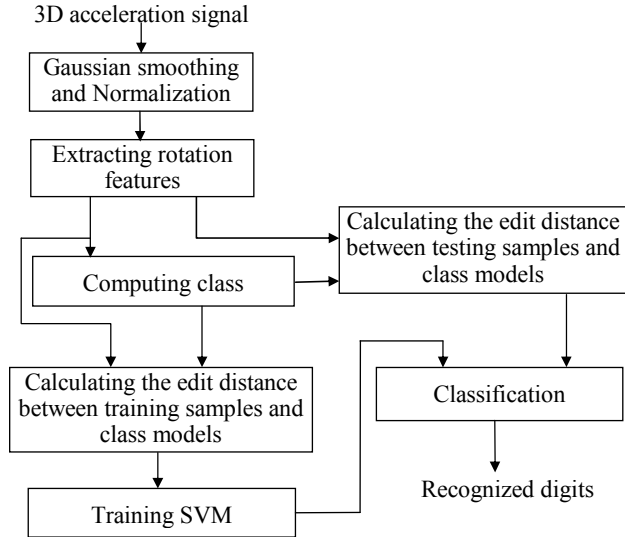 3D acceleration signal
Gaussian smoothing
and Normalization
Extracting rotation
features
Calculating the edit distance
between testing samples and
class models
Computing class
Calculating the edit distance
between training samples and
class models
Classification
Training SVM
Recognized digits